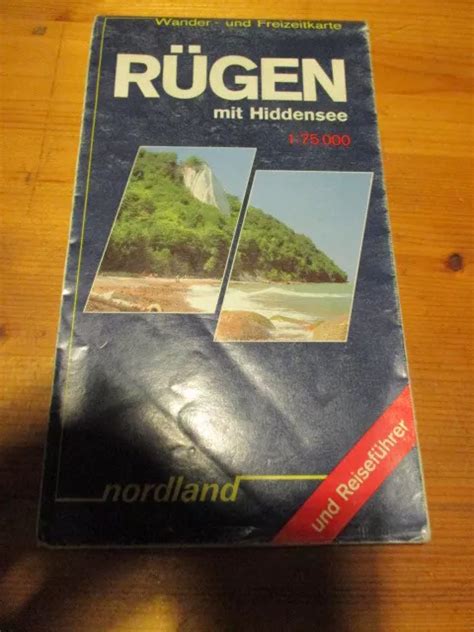 Wander- und Freizeitkarte
RÜGEN
mit Hiddensee
1:75.000
nordland
und Reiseführer